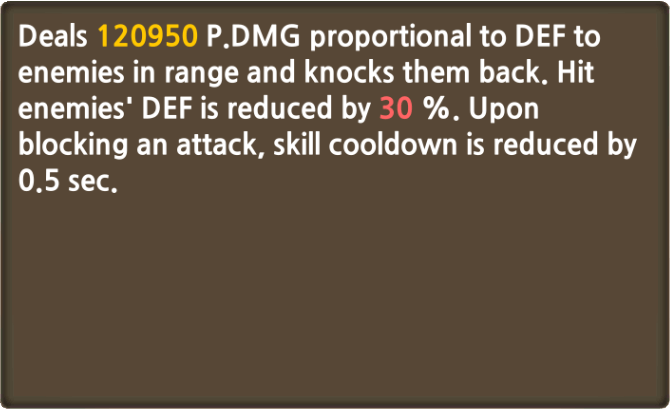 Deals 120950 P.DMG proportional to DEF to
enemies in range and knocks them back. Hit
enemies' DEF is reduced by 30 %. Upon
blocking an attack, skill cooldown is reduced by
0.5 sec.